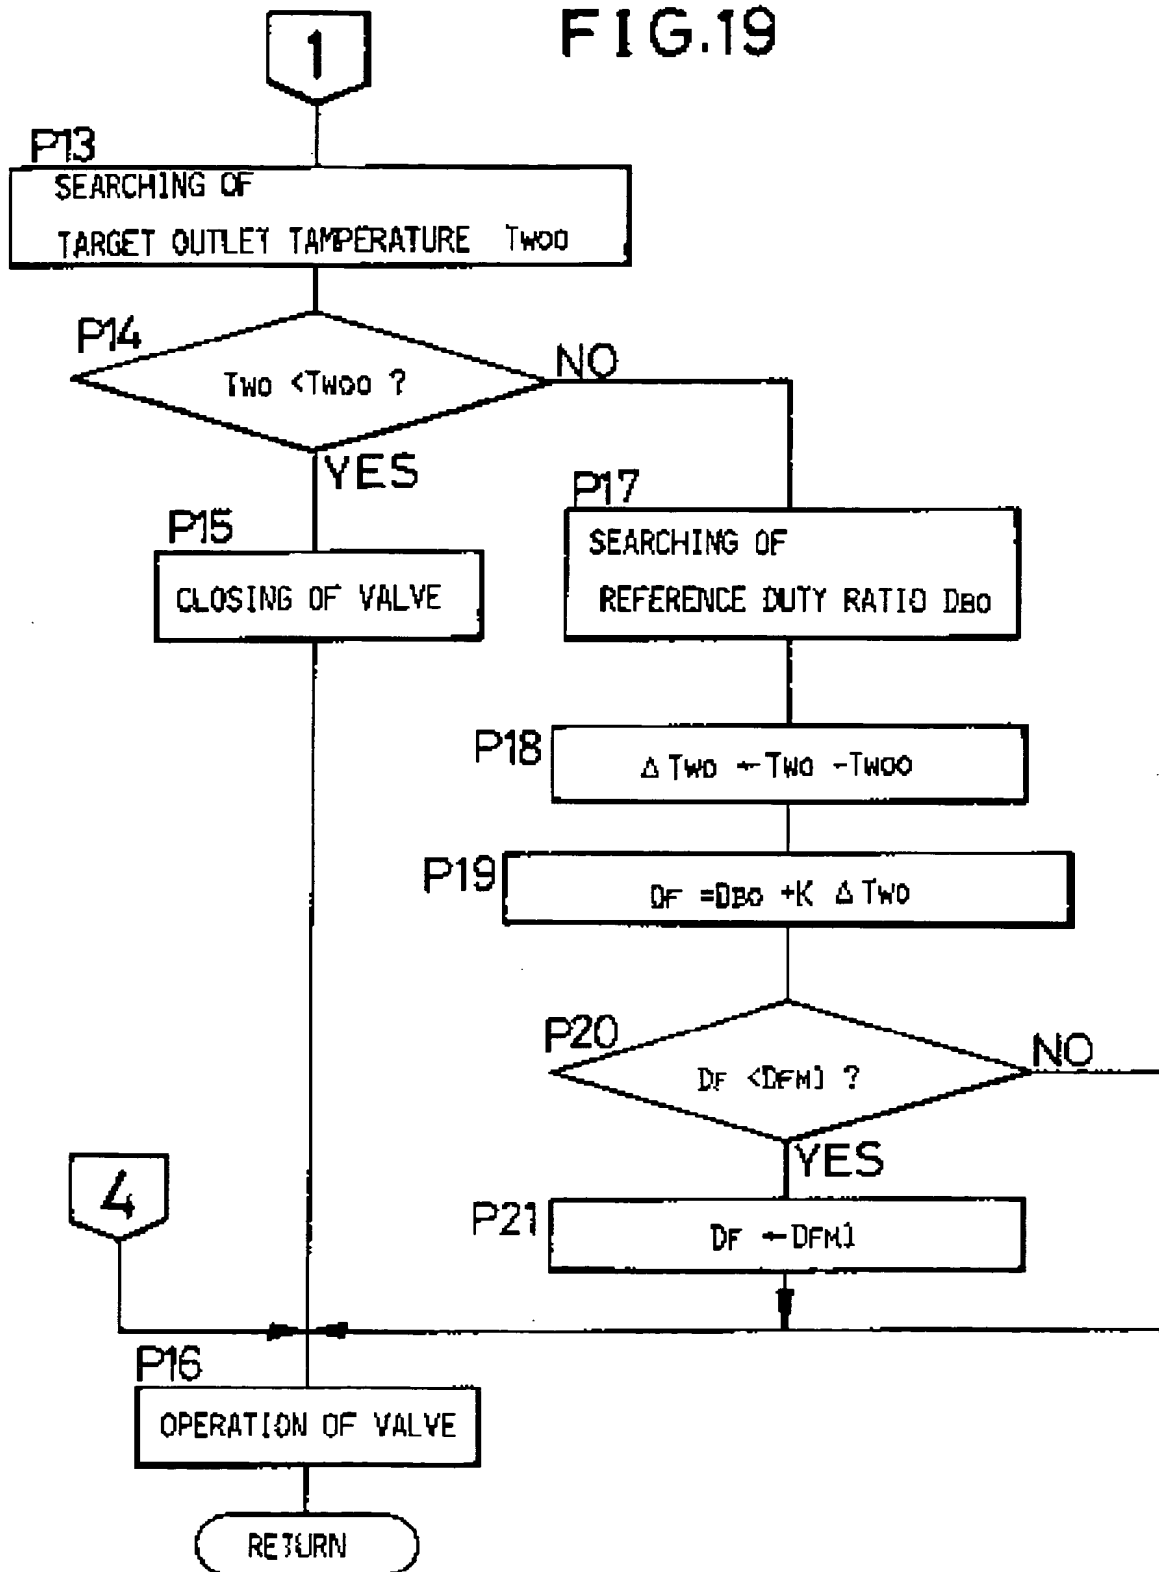 FIG.19
1
P13
SEARCHING OF
TARGET OUTLET TAMPERATURE TWOO
P14
TWO <TWOO ?
NO
YES
P15
CLOSING OF VALVE
P17
SEARCHING OF
REFERENCE DUTY RATIO DBO
P18
Δ TWO ← TWO -TWOO
P19
DF =DBO +K Δ TWO
P20
DF <DFM1 ?
NO
YES
P21
DF ← DFM1
4
P16
OPERATION OF VALVE
RETURN